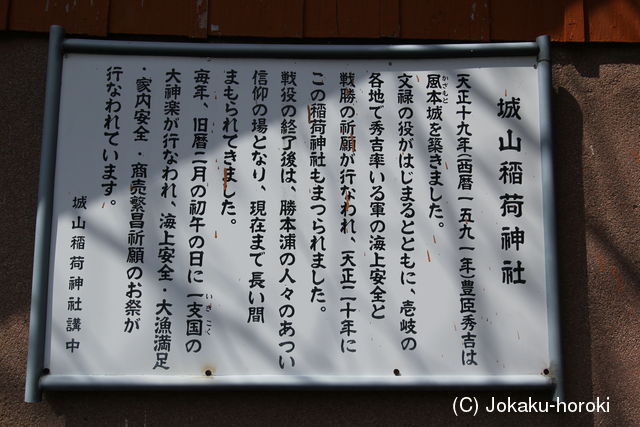 城山稲荷神社
天正十九年(西暦一五九一年)豊臣秀吉は
風本城を築きました。
かざもと
文禄の役がはじまるとともに、壱岐の
各地で秀吉率いる軍の海上安全と
戦勝の祈願が行なわれ、天正二十年に
この稲荷神社もまつられました。
戦役の終了後は、勝本浦の人々のあつい
信仰の場となり、現在まで長い間
まもられてきました。
毎年、旧暦二月の初午の日に一支国の
いきこく
大神楽が行なわれ、海上安全・大漁満足
・家内安全・商売繁昌祈願のお祭が
行なわれています。
城山稲荷神社講中
(C) Jokaku-horoki